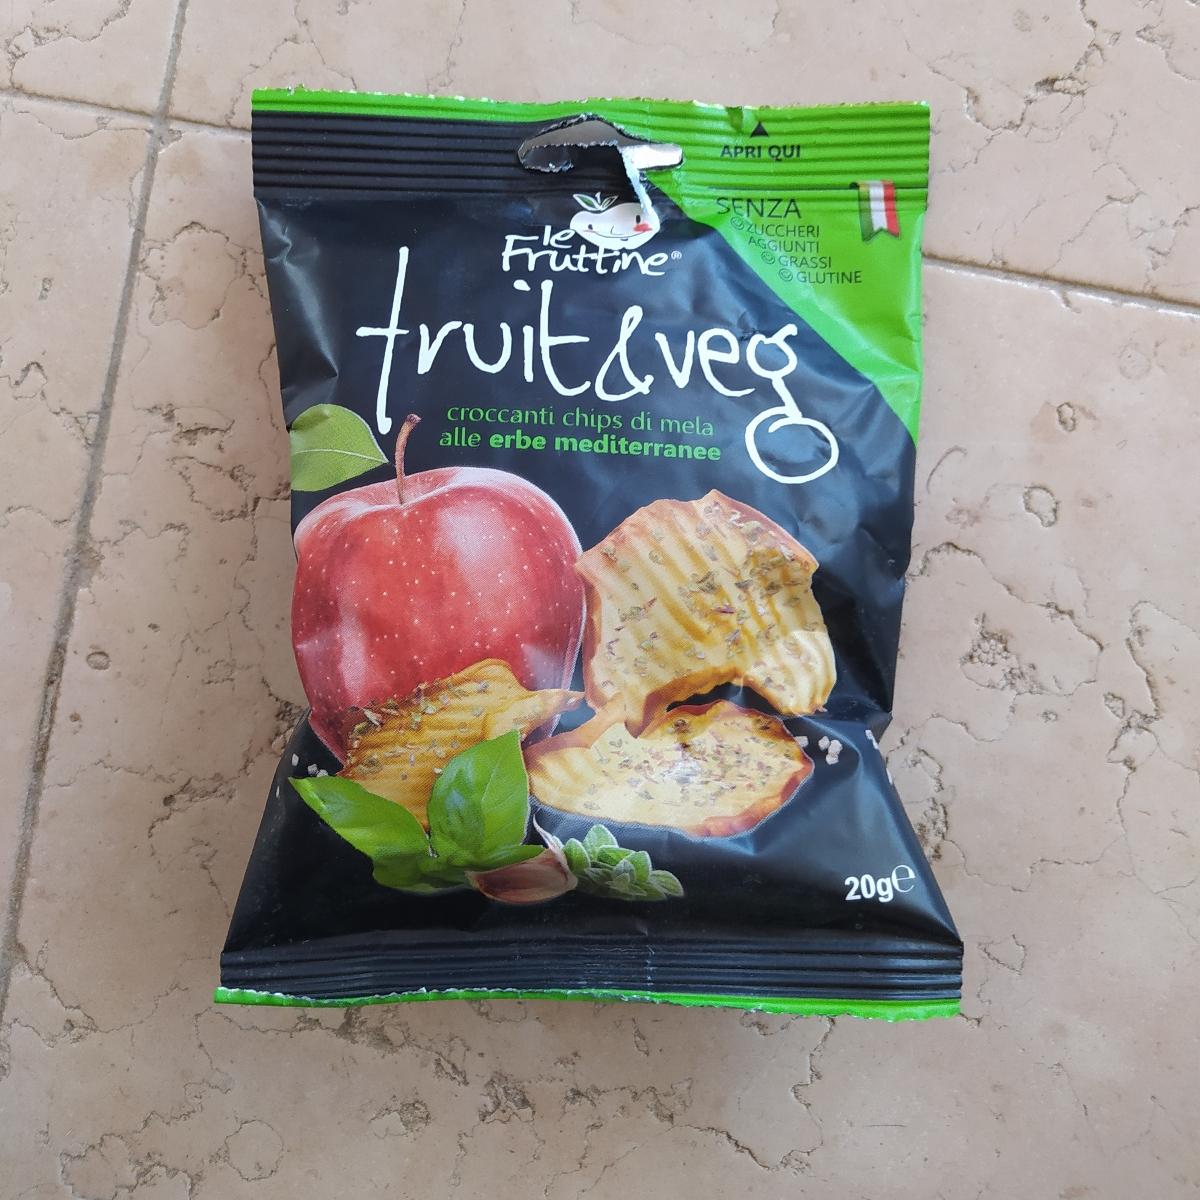 APRI QUI
SENZA
ZUCCHERI
AGGIUNTI
GRASSI
GLUTINE
le
Fruttine®
fruit&veg
croccanti chips di mela
alle erbe mediterranee
20g℮